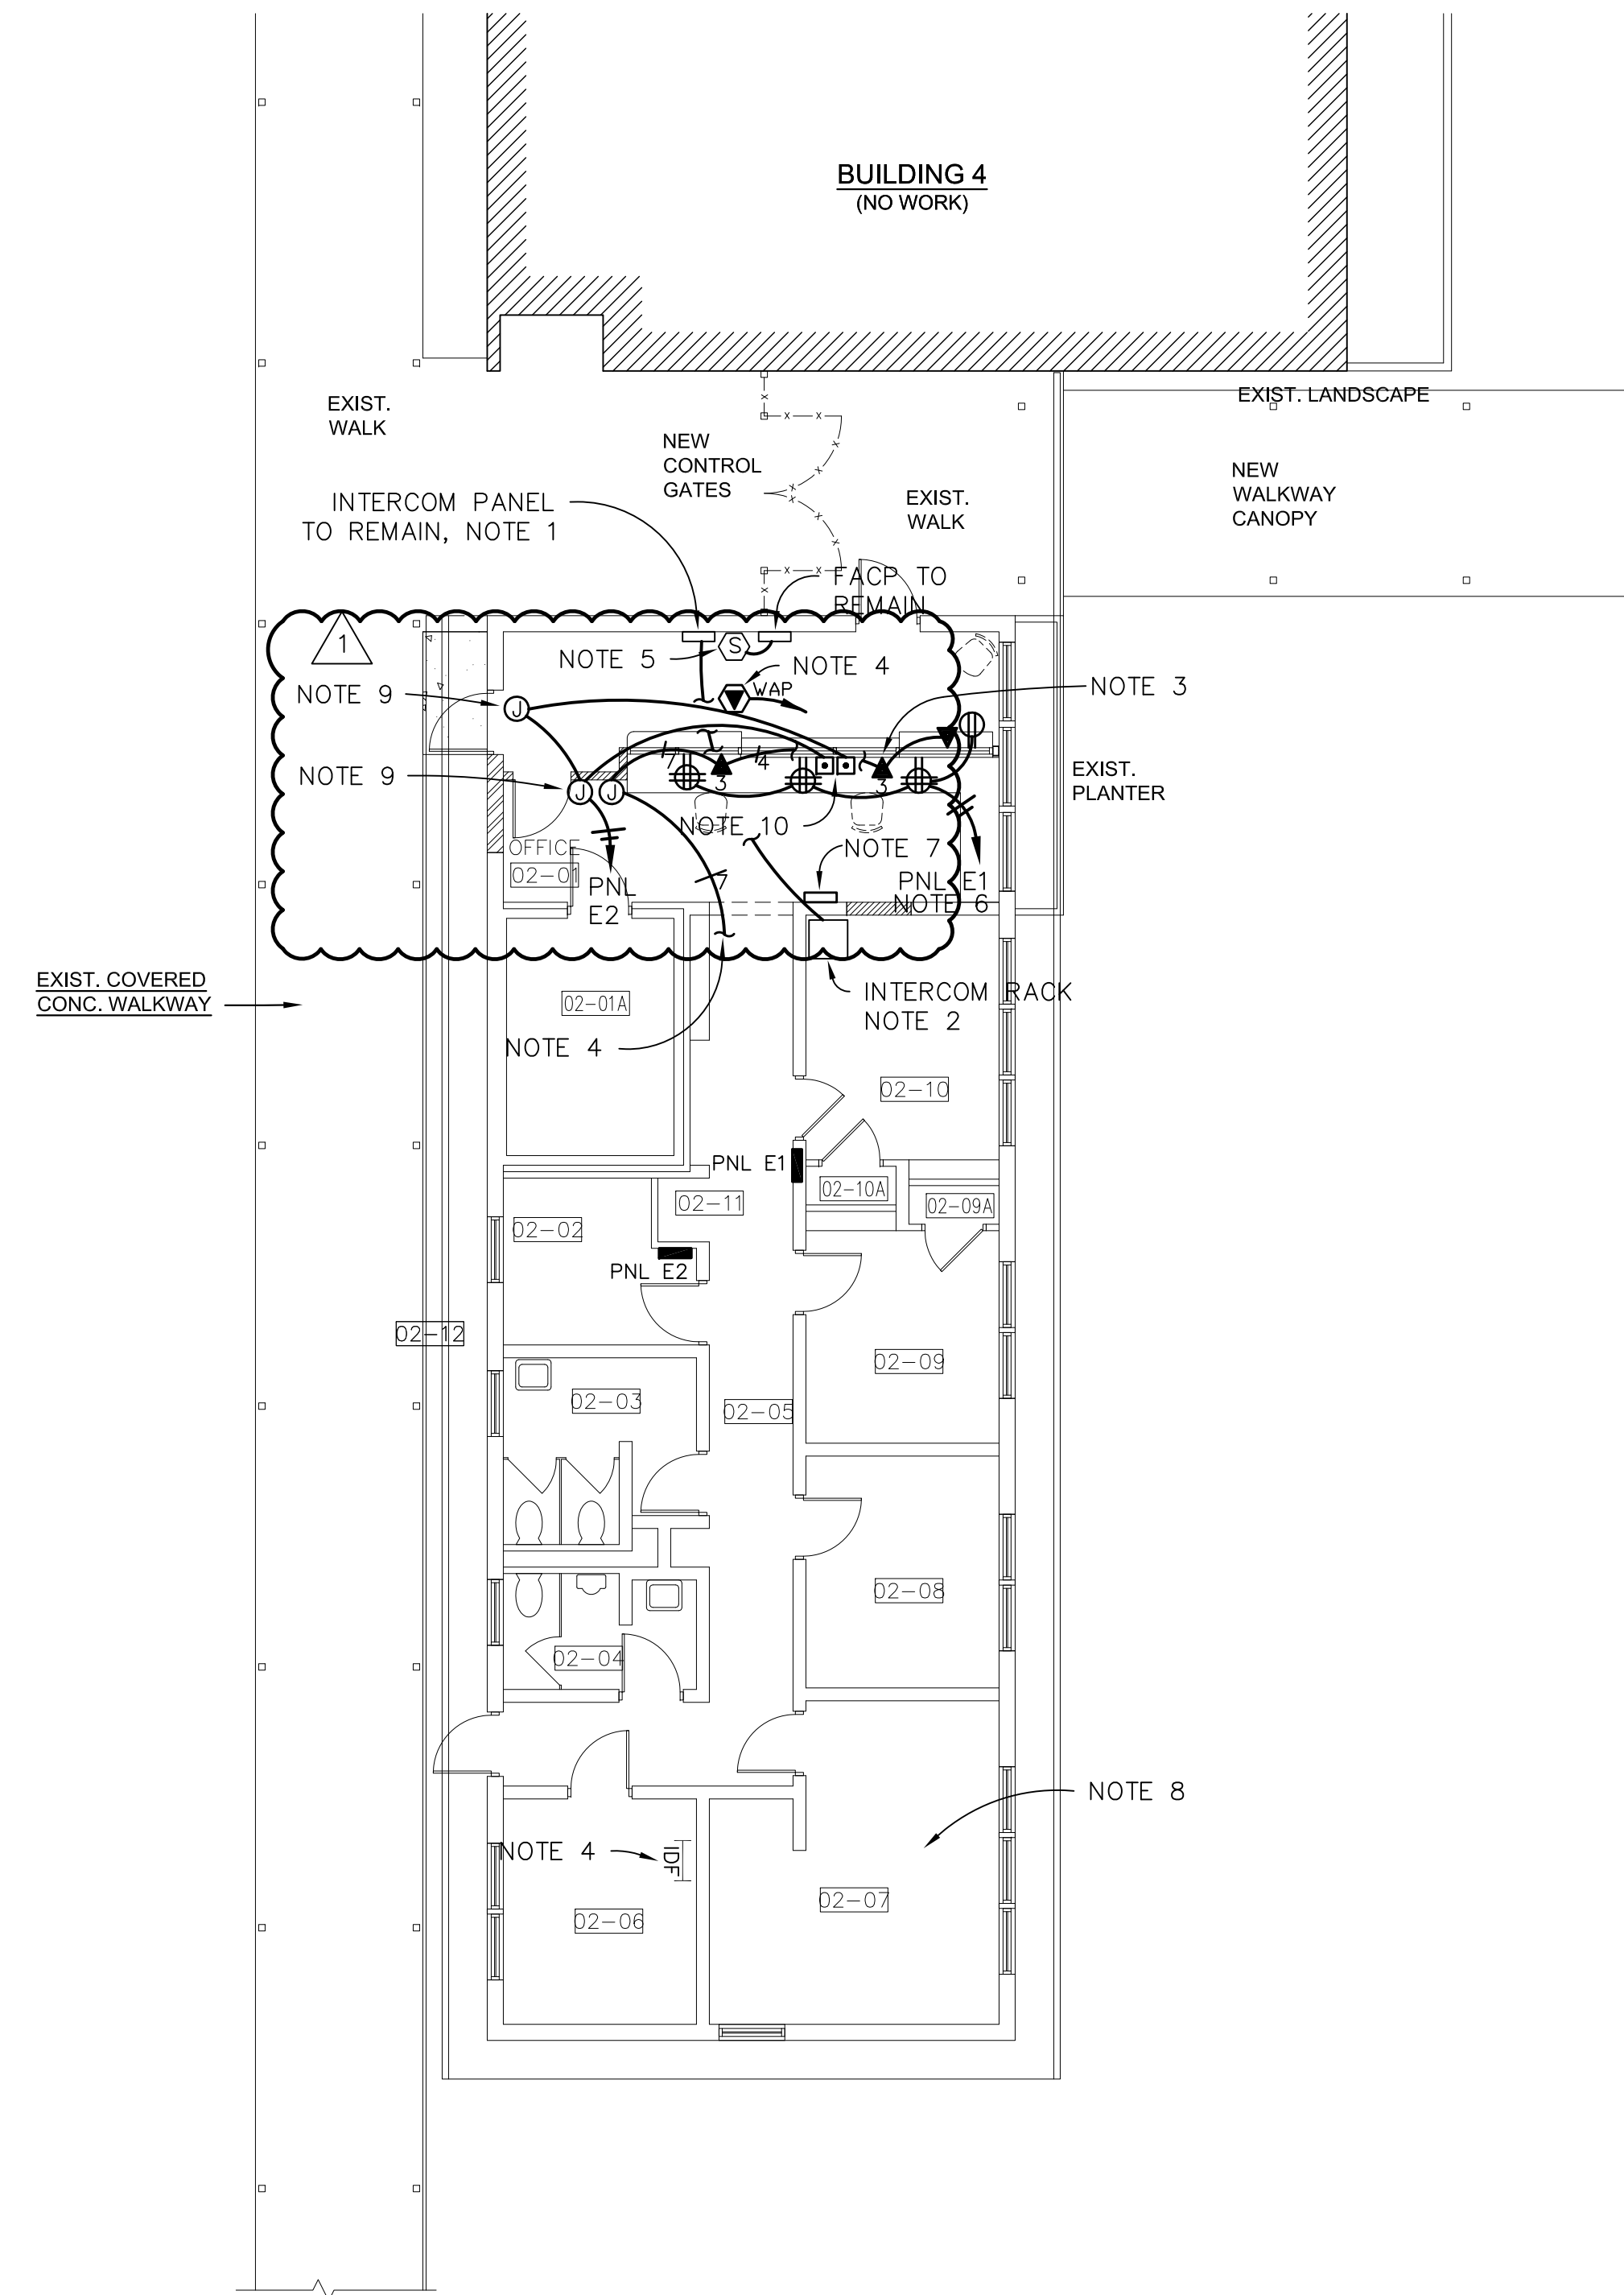 BUILDING 4
(NO WORK)
EXIST. LANDSCAPE
EXIST.
WALK
NEW
CONTROL
GATES
NEW
WALKWAY
CANOPY
EXIST.
WALK
INTERCOM PANEL
TO REMAIN, NOTE 1
FACP TO
REMAIN
1
S
NOTE 5
NOTE 4
WAP
NOTE 3
NOTE 9
J
7
4
3
3
NOTE 9
J
J
EXIST.
PLANTER
NOTE 10
NOTE 7
OFFICE
02-01
PNL
E2
7
PNL E1
NOTE 6
EXIST. COVERED
CONC. WALKWAY
02-01A
INTERCOM RACK
NOTE 2
NOTE 4
02-10
PNL E1
02-10A
02-09A
02-11
02-02
PNL E2
02-12
02-09
02-03
02-05
02-08
02-04
NOTE 8
NOTE 4
IDF
02-07
02-06